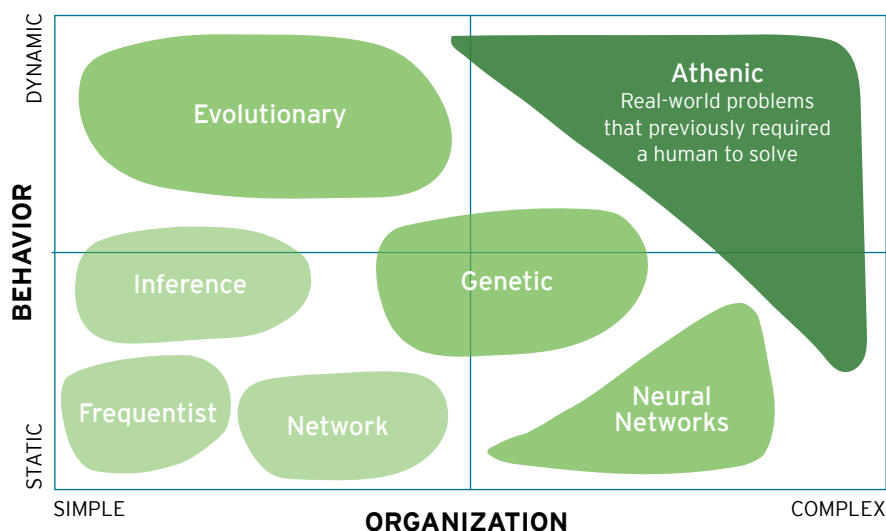 DYNAMIC
BEHAVIOR
STATIC
Evolutionary
Athenic
Real-world problems
that previously required
a human to solve
Inference
Genetic
Frequentist
Network
Neural
Networks
SIMPLE
ORGANIZATION
COMPLEX